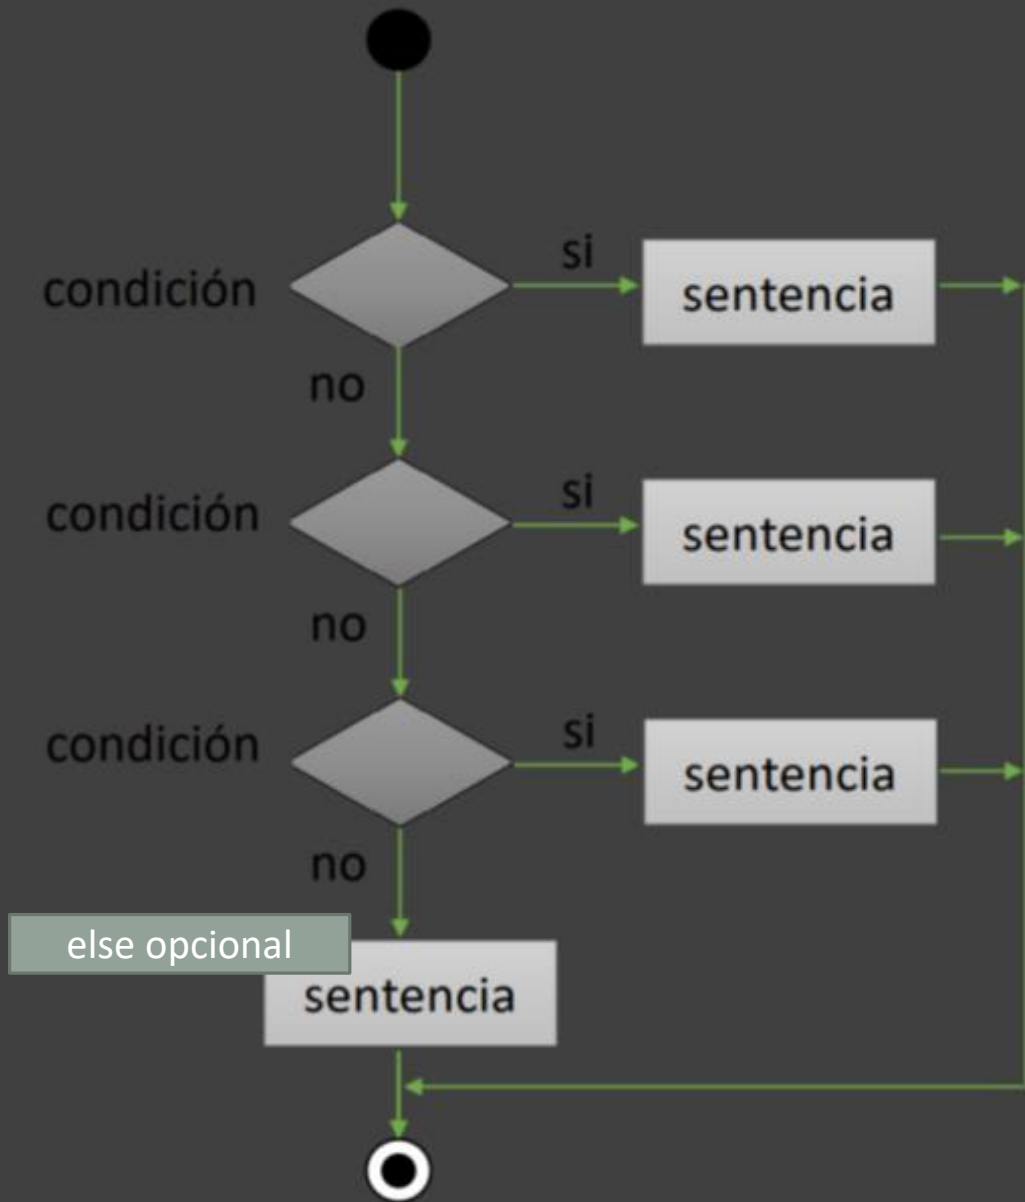 si
condición
sentencia
no
si
condición
sentencia
no
si
condición
sentencia
no
else opcional
sentencia